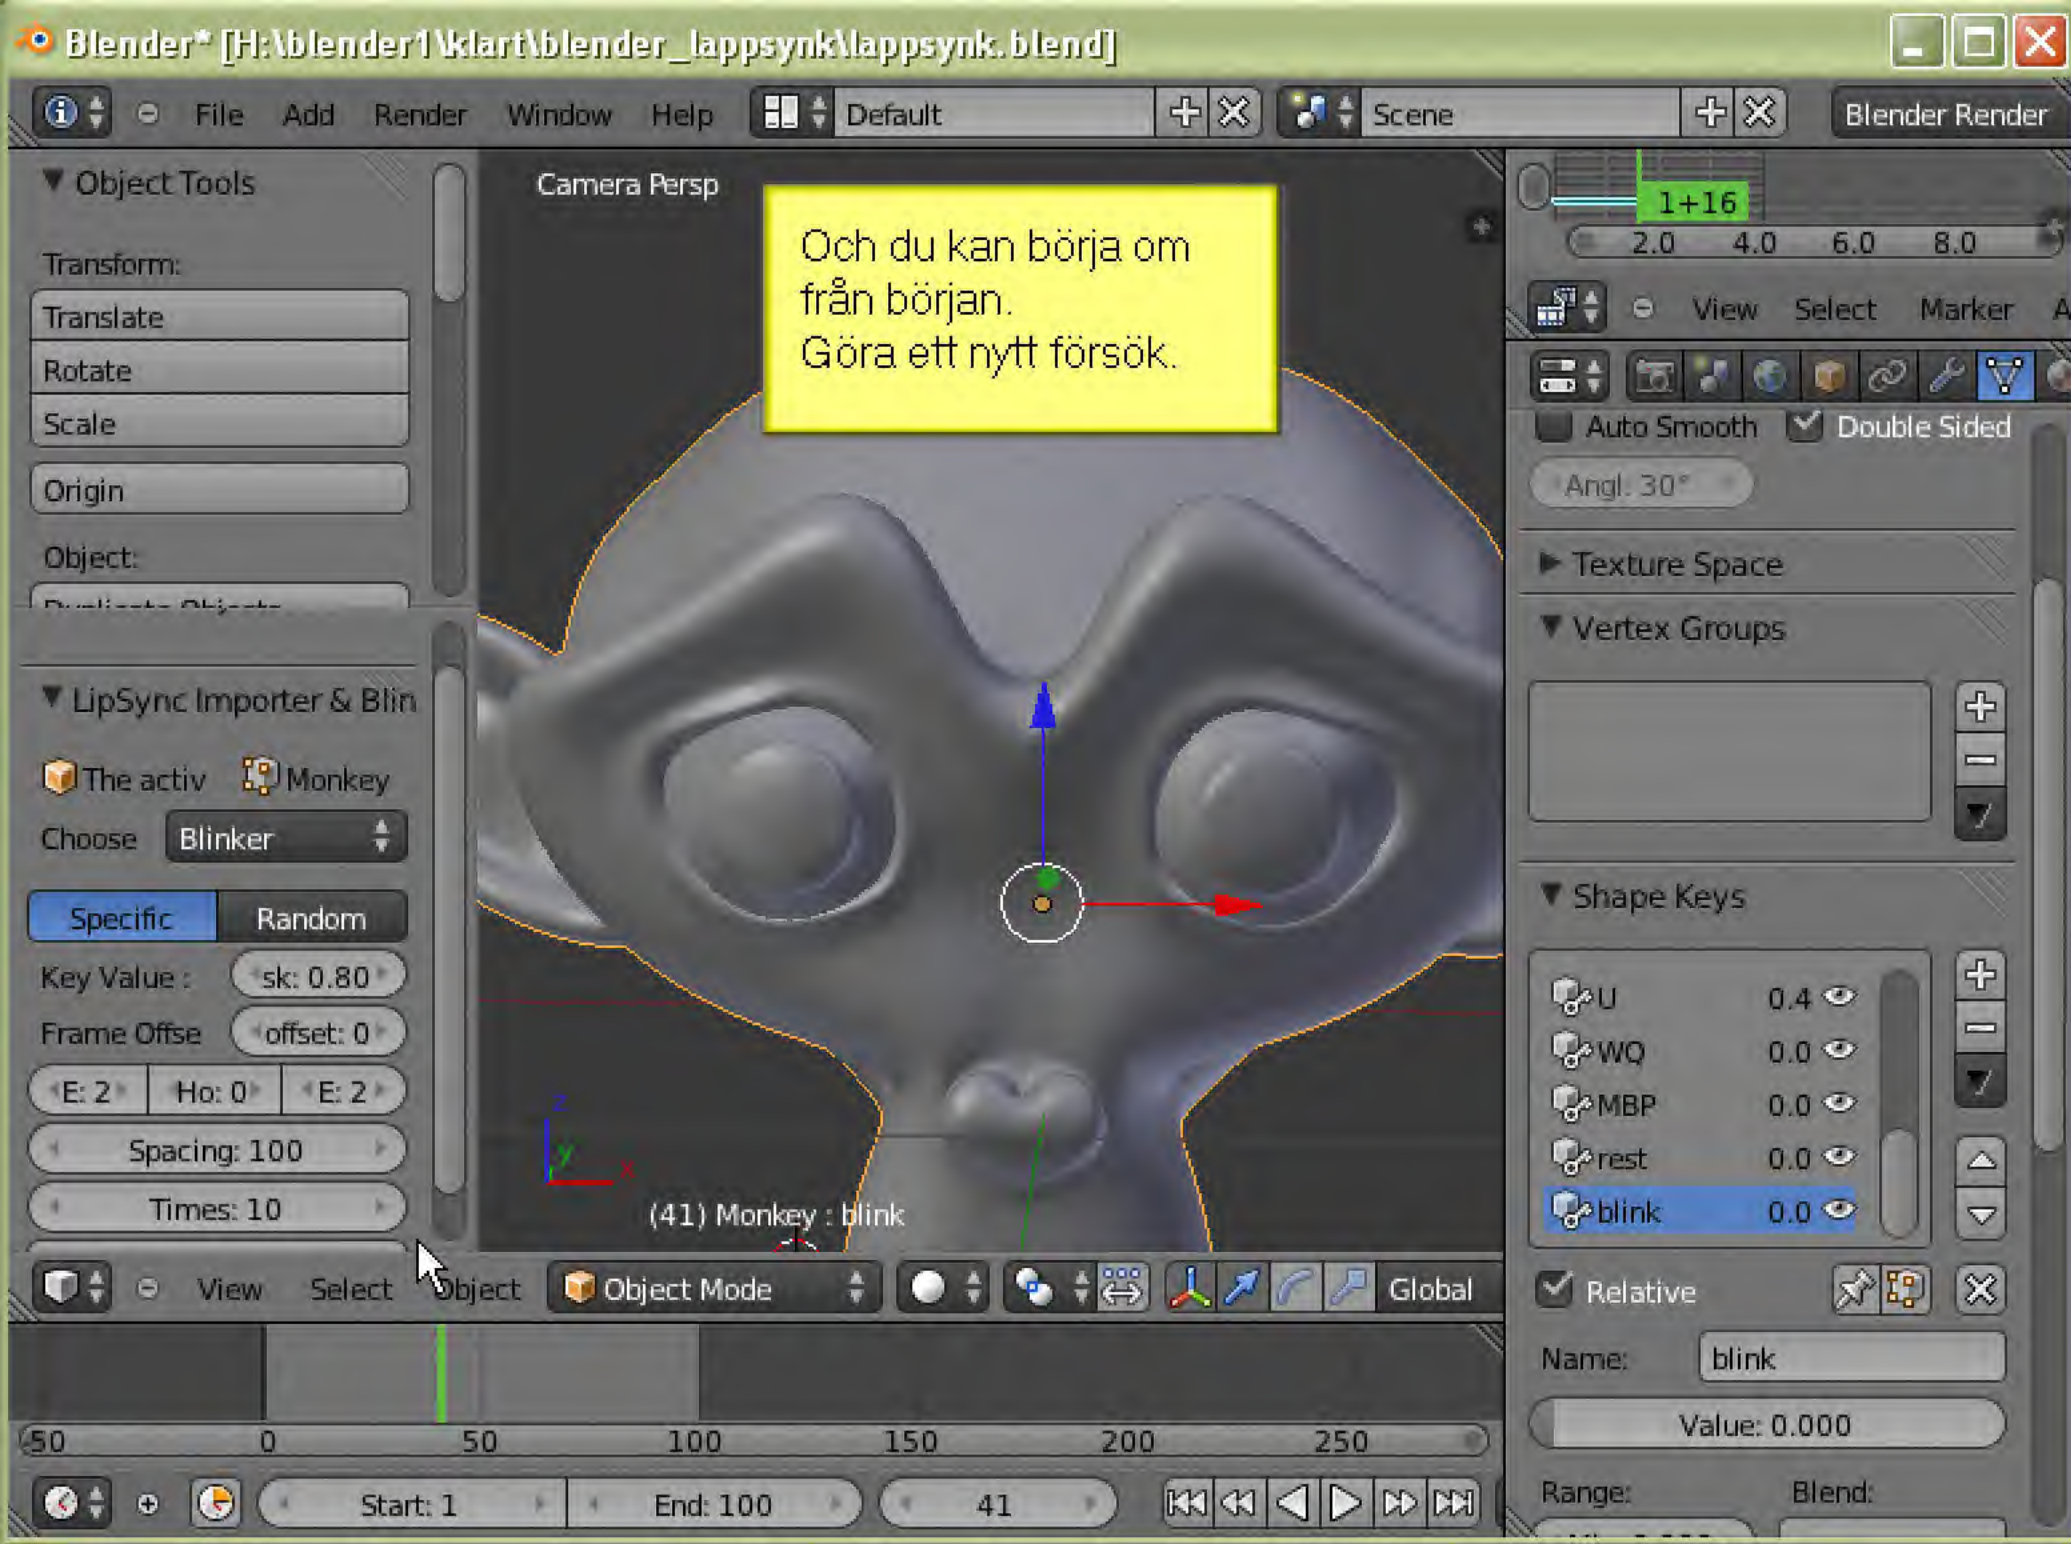 Blender* [H:\blender1\klart\blender_lappsynk\lappsynk.blend]
File Add Render Window Help Default Scene Blender Render
Object Tools
Transform:
Translate
Rotate
Scale
Origin
Object:
Duplicate Objects
LipSync Importer & Blin
The activ Monkey
Choose Blinker
Specific Random
Key Value : sk: 0.80
Frame Offse offset: 0
E: 2 Ho: 0 E: 2
Spacing: 100
Times: 10
Camera Persp
Och du kan börja om
från början.
Göra ett nytt försök.
z
y
x
(41) Monkey : blink
View Select Object Object Mode Global
-50 0 50 100 150 200 250
Start: 1 End: 100 41
1+16
2.0 4.0 6.0 8.0
View Select Marker A
Auto Smooth Double Sided
Angl: 30°
Texture Space
Vertex Groups
Shape Keys
U 0.4
WQ 0.0
MBP 0.0
rest 0.0
blink 0.0
Relative
Name: blink
Value: 0.000
Range: Blend: